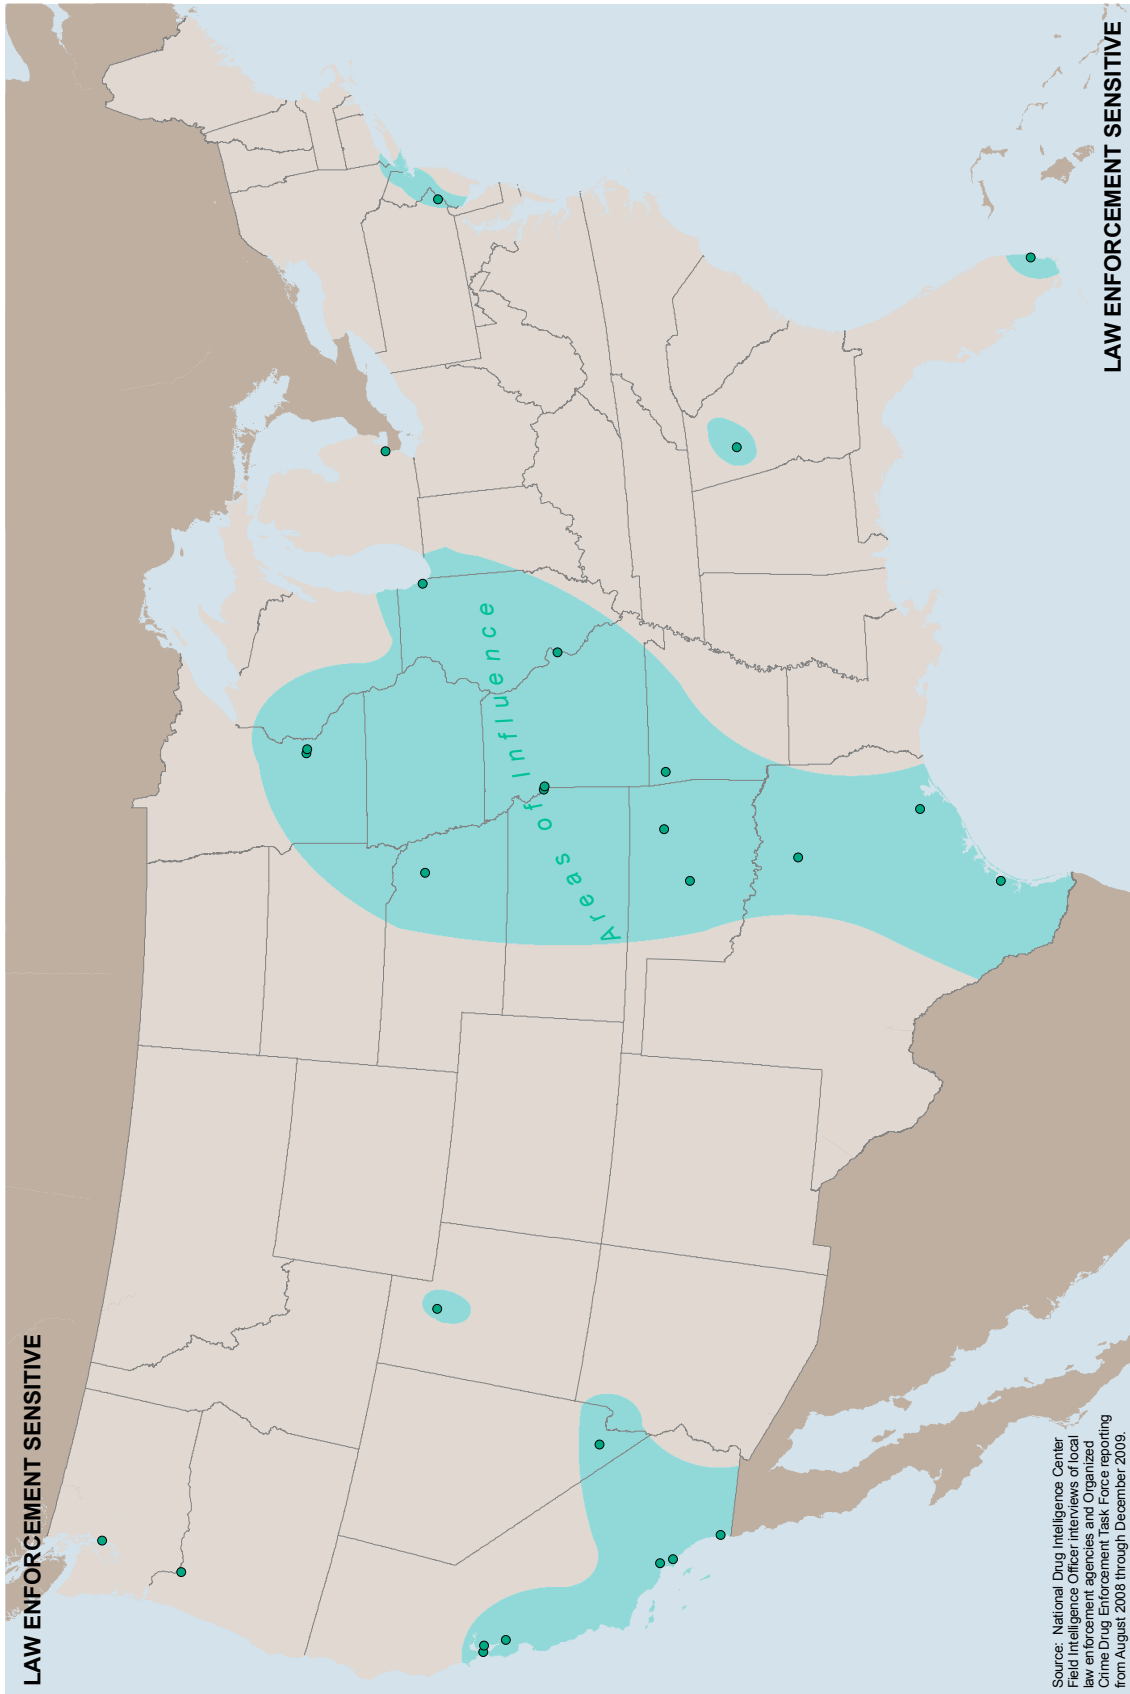 LAW ENFORCEMENT SENSITIVE
Areas of Influence
Source: National Drug Intelligence Center
Field Intelligence Officer interviews of local
law enforcement agencies and Organized
Crime Drug Enforcement Task Force reporting
from August 2008 through December 2009.
LAW ENFORCEMENT SENSITIVE